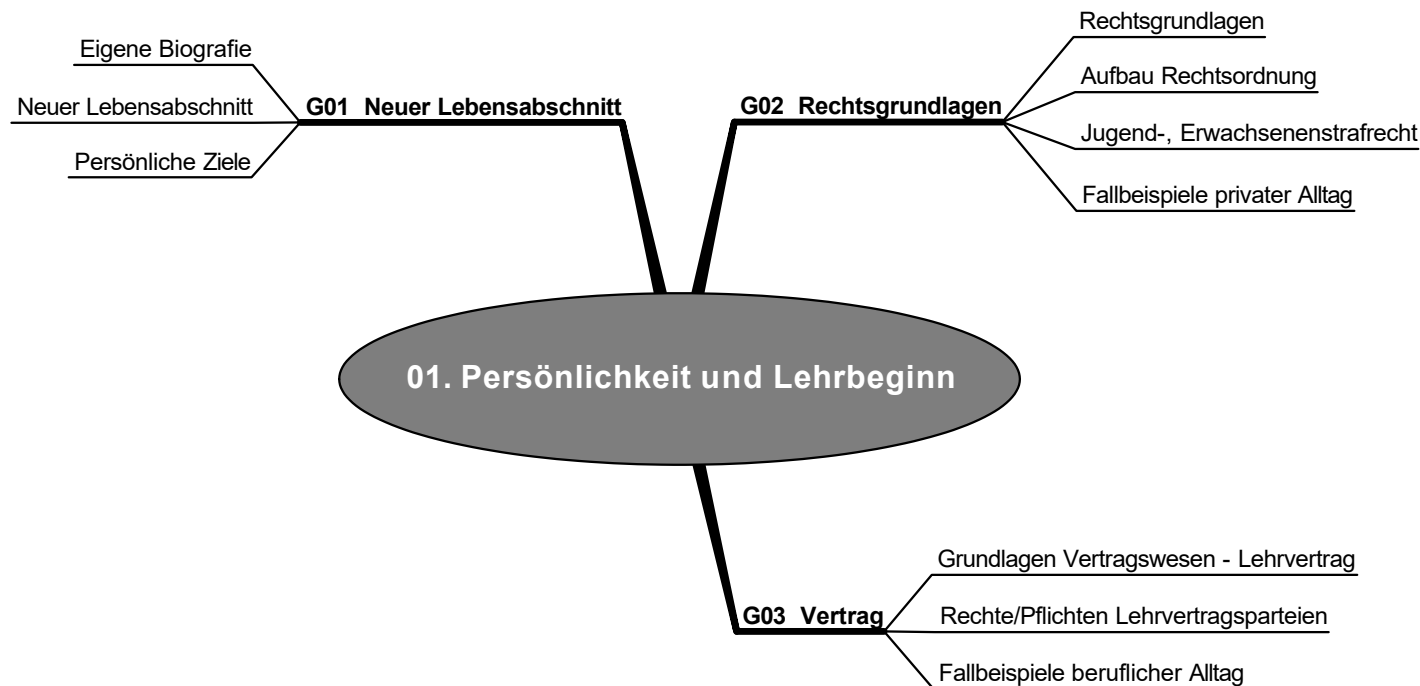 Eigene Biografie
Neuer Lebensabschnitt
Persönliche Ziele
G01 Neuer Lebensabschnitt
G02 Rechtsgrundlagen
Rechtsgrundlagen
Aufbau Rechtsordnung
Jugend-, Erwachsenenstrafrecht
Fallbeispiele privater Alltag
01. Persönlichkeit und Lehrbeginn
G03 Vertrag
Grundlagen Vertragswesen - Lehrvertrag
Rechte/Pflichten Lehrvertragsparteien
Fallbeispiele beruflicher Alltag